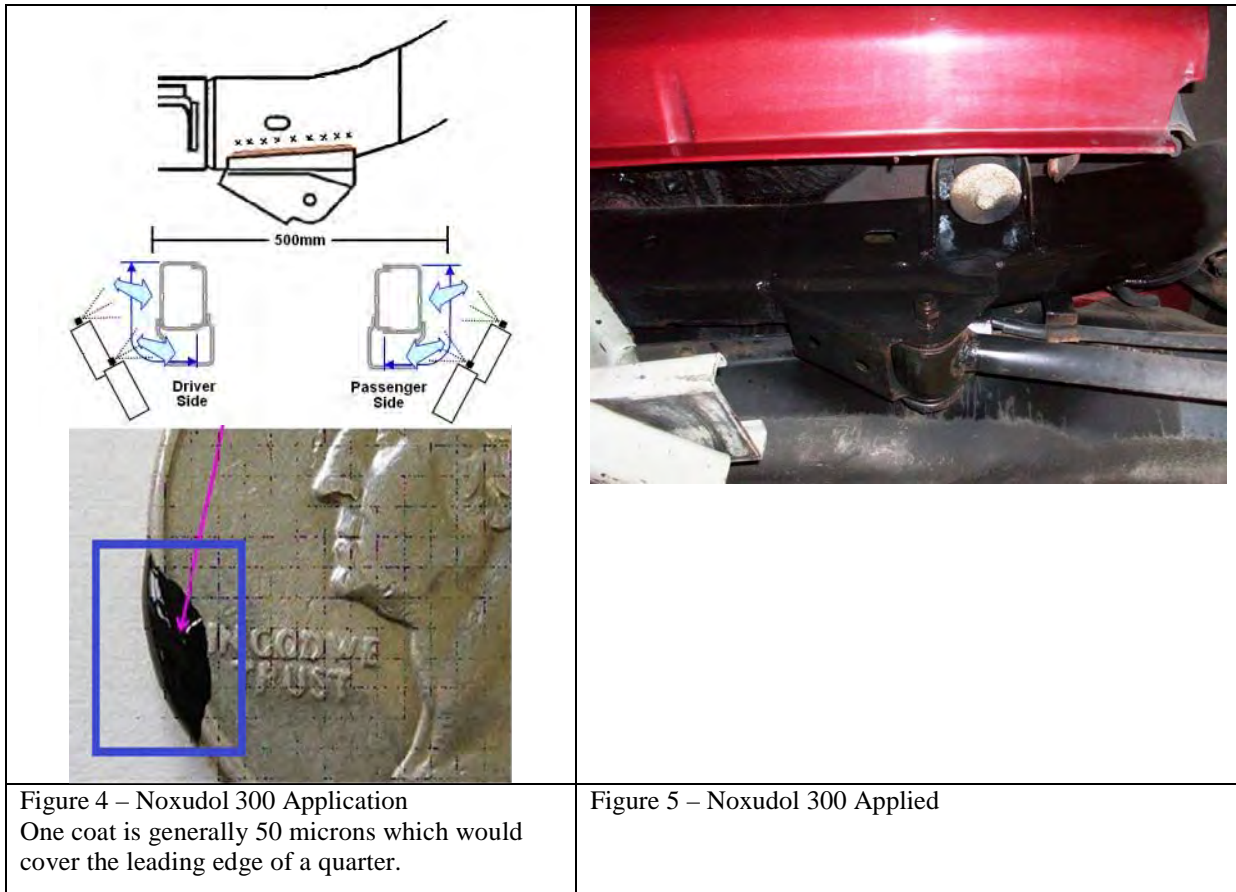 500mm
Driver
Side
Passenger
Side
IN GOD WE
TRUST
Figure 4 – Noxudol 300 Application
One coat is generally 50 microns which would
cover the leading edge of a quarter.
Figure 5 – Noxudol 300 Applied